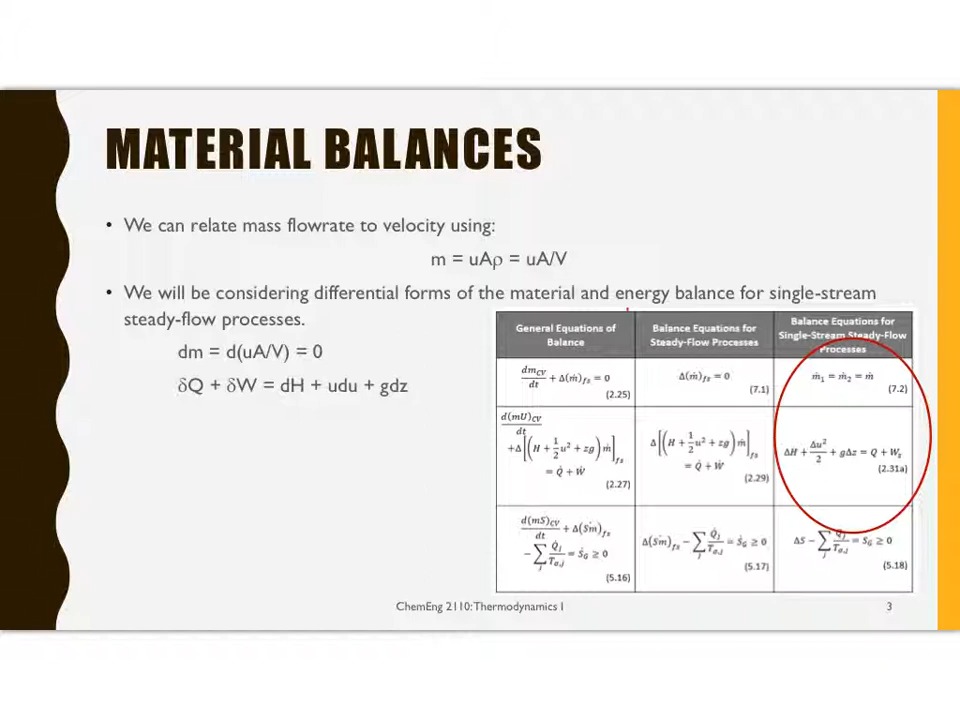 MATERIAL BALANCES
• We can relate mass flowrate to velocity using:
m = uAρ = uA/V
• We will be considering differential forms of the material and energy balance for single-stream
steady-flow processes.
dm = d(uA/V) = 0
δQ + δW = dH + udu + gdz
General Equations of
Balance
Balance Equations for
Steady-Flow Processes
Balance Equations for
Single-Stream Steady-Flow
Processes
dm_CV/dt + Δ(ṁ)_fs = 0
(2.25)
Δ(ṁ)_fs = 0
(7.1)
ṁ₁ = ṁ₂ = ṁ
(7.2)
d(mU)_CV/dt
+Δ[(H + 1/2 u² + zg) ṁ]_fs
= Q̇ + Ẇ
(2.27)
Δ[(H + 1/2 u² + zg) ṁ]_fs
= Q̇ + Ẇ
(2.29)
ΔH + Δu²/2 + gΔz = Q + W_s
(2.31a)
d(mS)_CV/dt + Δ(Sṁ)_fs
− ∑_j Q̇_j/T_σ,j = Ṡ_G ≥ 0
(5.16)
Δ(Sṁ)_fs − ∑_j Q̇_j/T_σ,j = Ṡ_G ≥ 0
(5.17)
ΔS − ∑_j Q_j/T_σ,j = S_G ≥ 0
(5.18)
ChemEng 2110: Thermodynamics I
3